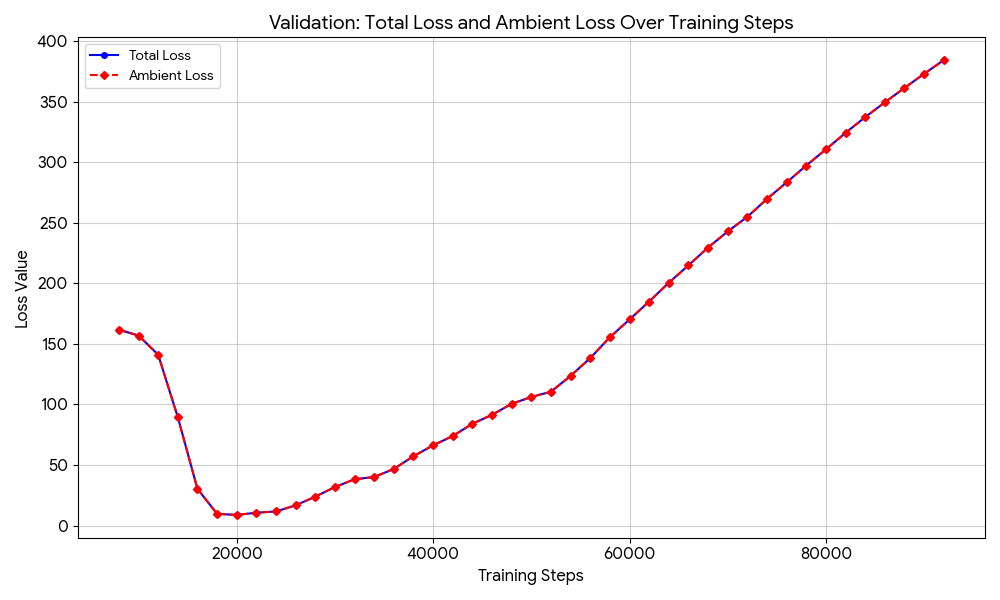 Validation: Total Loss and Ambient Loss Over Training Steps
Total Loss
Ambient Loss
Loss Value
400
350
300
250
200
150
100
50
0
20000
40000
60000
80000
Training Steps